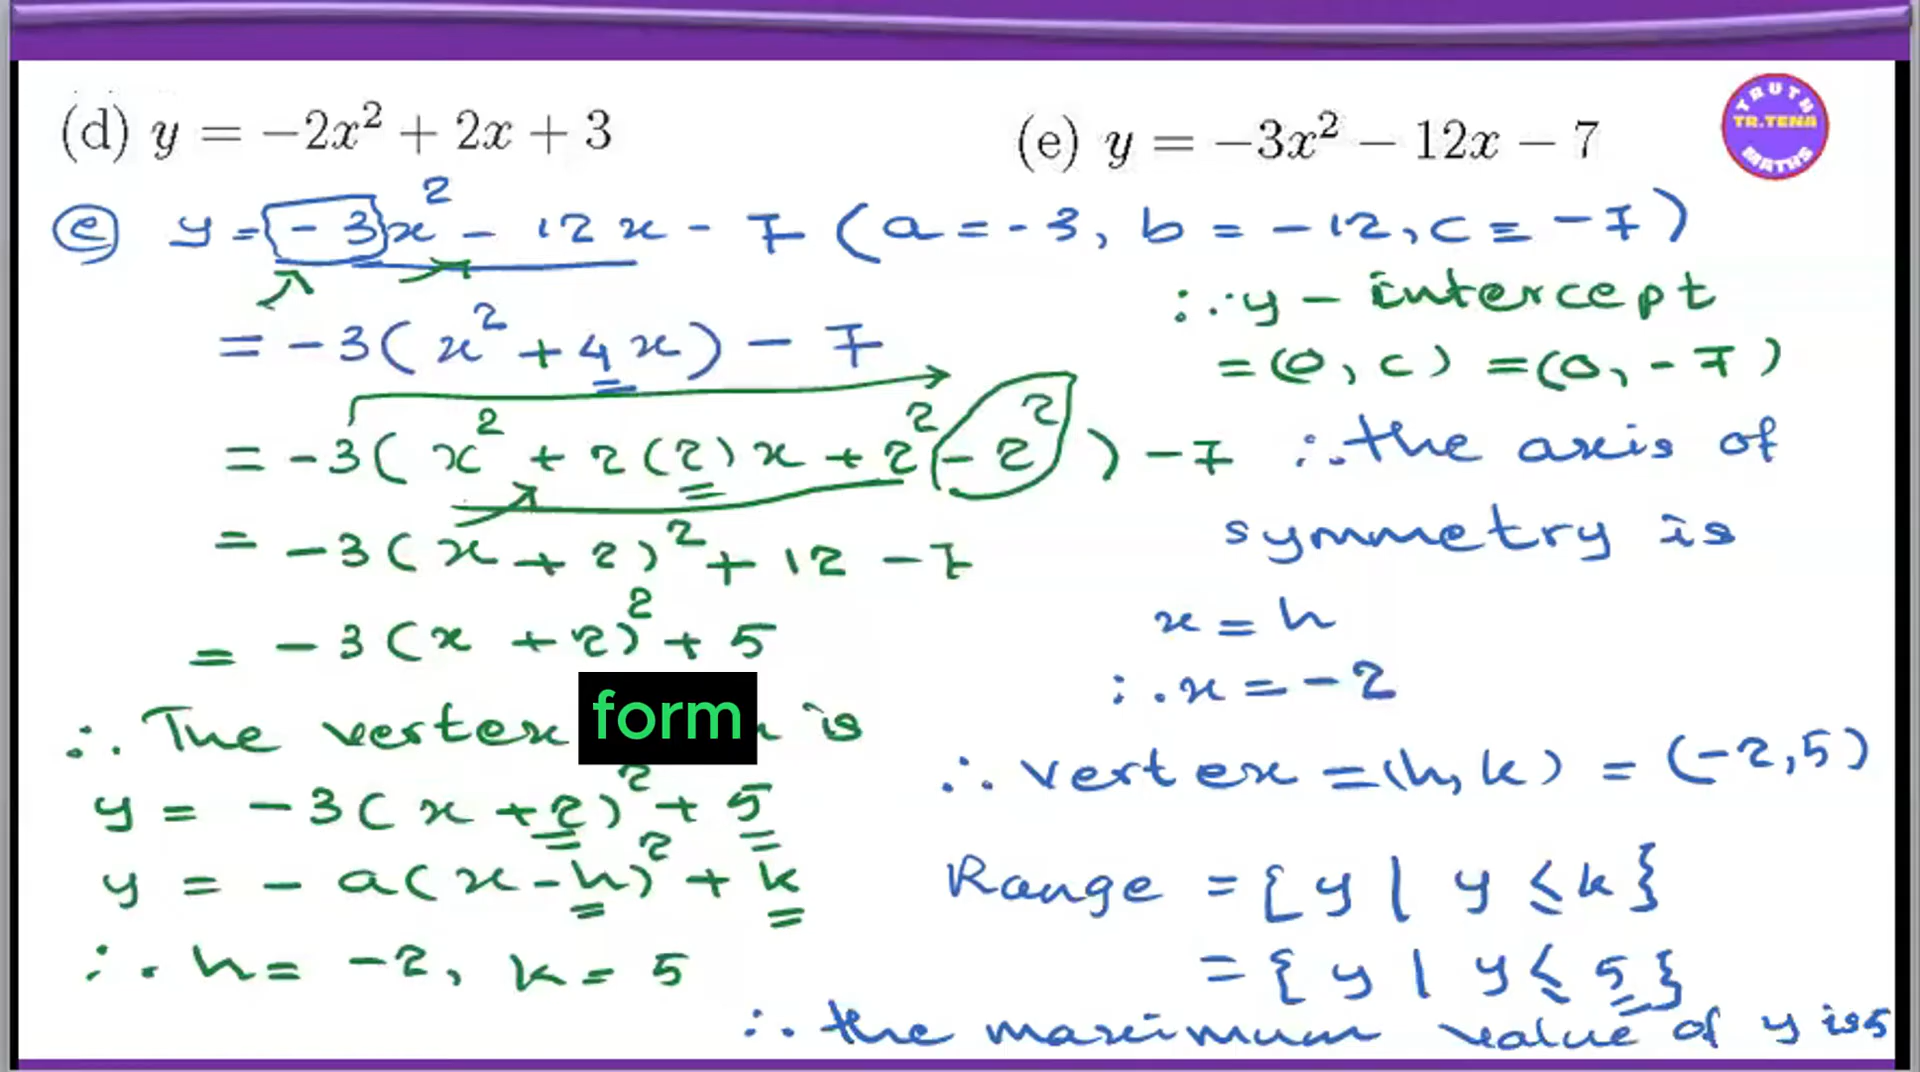 (d) y = −2x² + 2x + 3
(e) y = −3x² − 12x − 7
TRUTH
TR.TENA
MATHS
(e) y = -3x² - 12x - 7 (a = -3, b = -12, c = -7)
= -3(x² + 4x) - 7
= -3(x² + 2(2)x + 2² - 2²) - 7
= -3(x + 2)² + 12 - 7
= -3(x + 2)² + 5
∴ The vertex form is
y = -3(x + 2)² + 5
y = - a(x - h)² + k
∴ h = -2, k = 5
∴ y - intercept
= (0, c) = (0, -7)
∴ the axis of
symmetry is
x = h
∴ x = -2
∴ vertex = (h, k) = (-2, 5)
Range = {y | y ≤ k}
= {y | y ≤ 5}
∴ the maximum value of y is 5